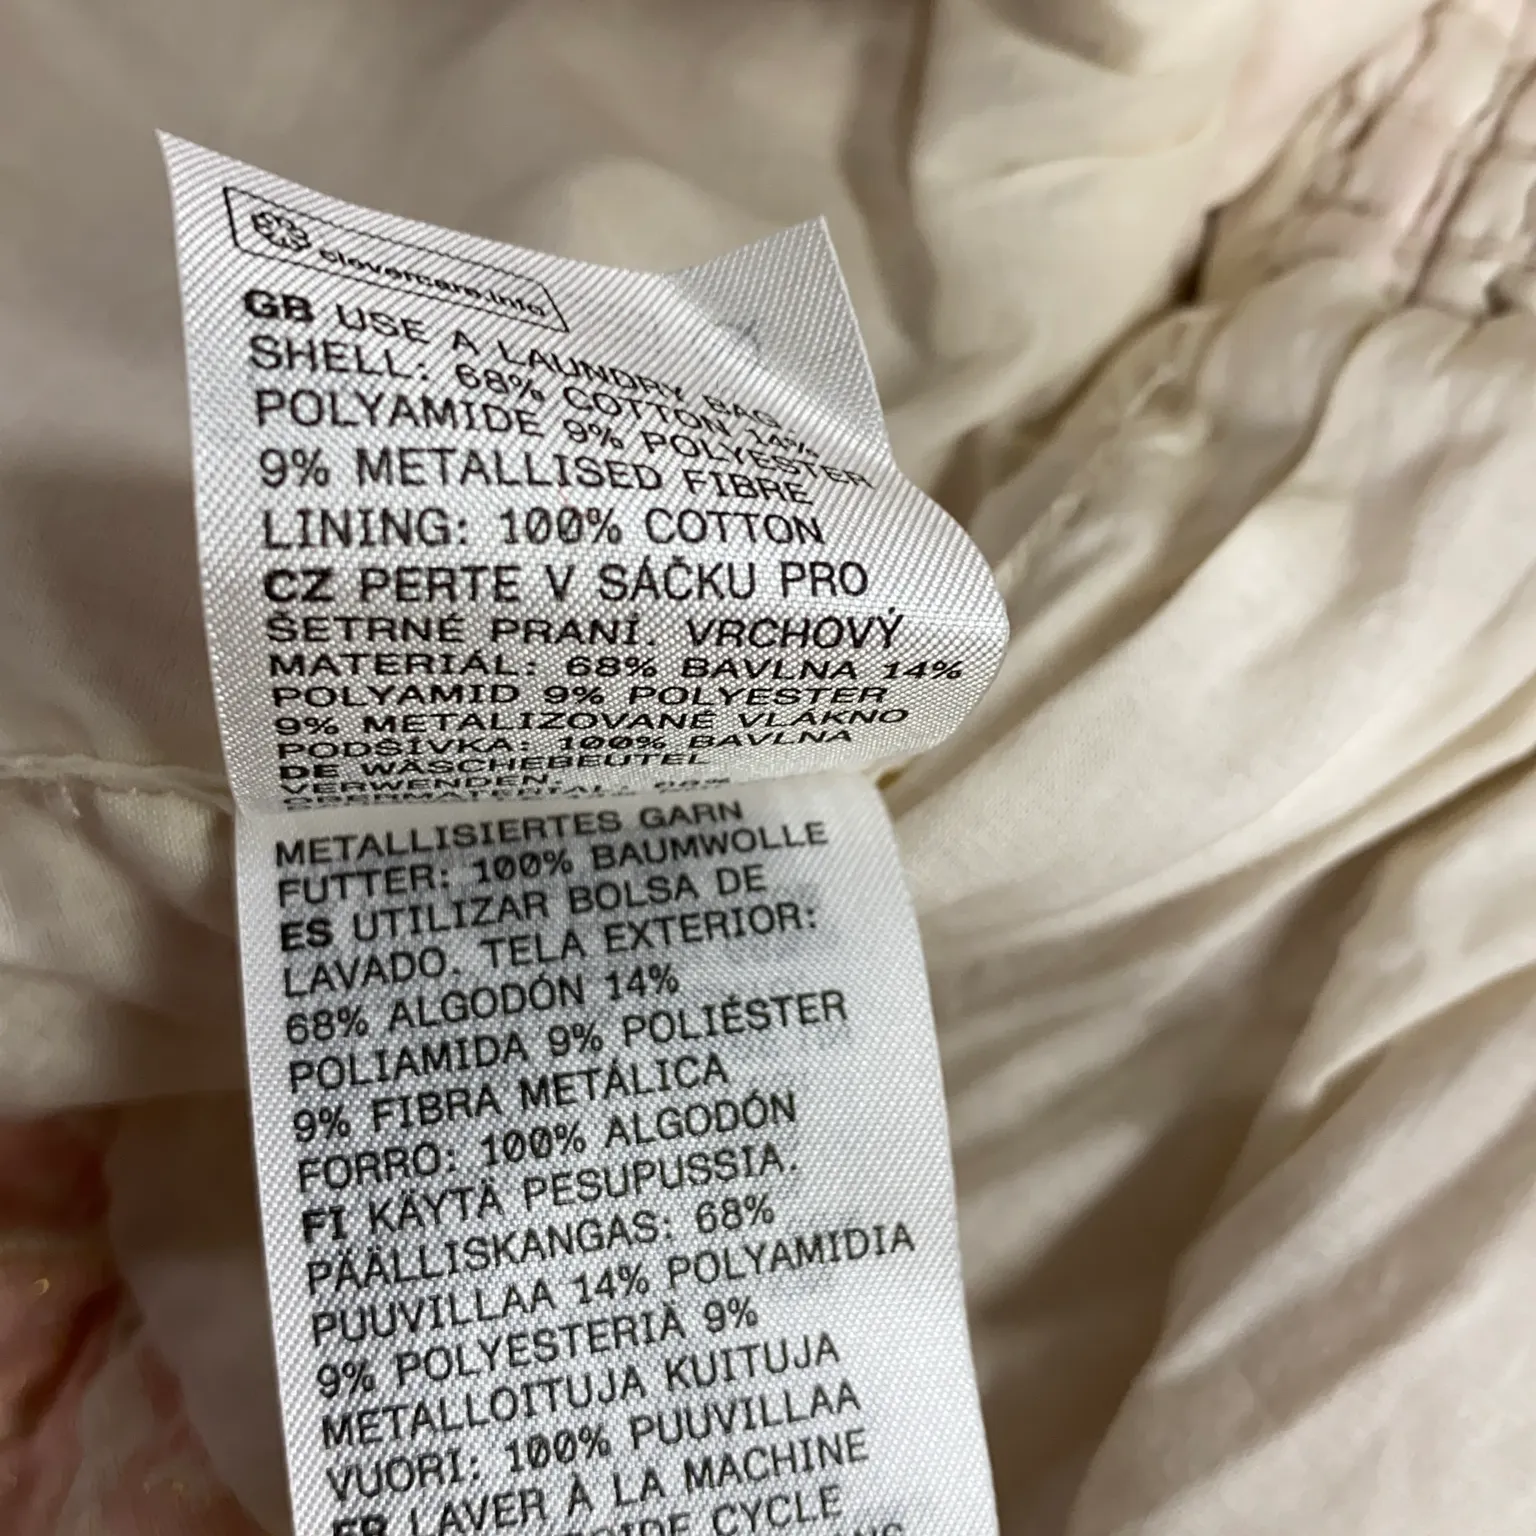 clevercare.info
GB USE A LAUNDRY BAG
SHELL: 68% COTTON 14%
POLYAMIDE 9% POLYESTER
9% METALLISED FIBRE
LINING: 100% COTTON
CZ PERTE V SÁČKU PRO
ŠETRNÉ PRANÍ. VRCHOVÝ
MATERIÁL: 68% BAVLNA 14%
POLYAMID 9% POLYESTER
9% METALIZOVANÉ VLÁKNO
PODŠÍVKA: 100% BAVLNA
DE WÄSCHEBEUTEL
VERWENDEN.
OBERMATERIAL: 68%
METALLISIERTES GARN
FUTTER: 100% BAUMWOLLE
ES UTILIZAR BOLSA DE
LAVADO. TELA EXTERIOR:
68% ALGODÓN 14%
POLIAMIDA 9% POLIÉSTER
9% FIBRA METÁLICA
FORRO: 100% ALGODÓN
FI KÄYTÄ PESUPUSSIA.
PÄÄLLISKANGAS: 68%
PUUVILLAA 14% POLYAMIDIA
9% POLYESTERIÄ 9%
METALLOITUJA KUITUJA
VUORI: 100% PUUVILLAA
FR LAVER À LA MACHINE
CYCLE